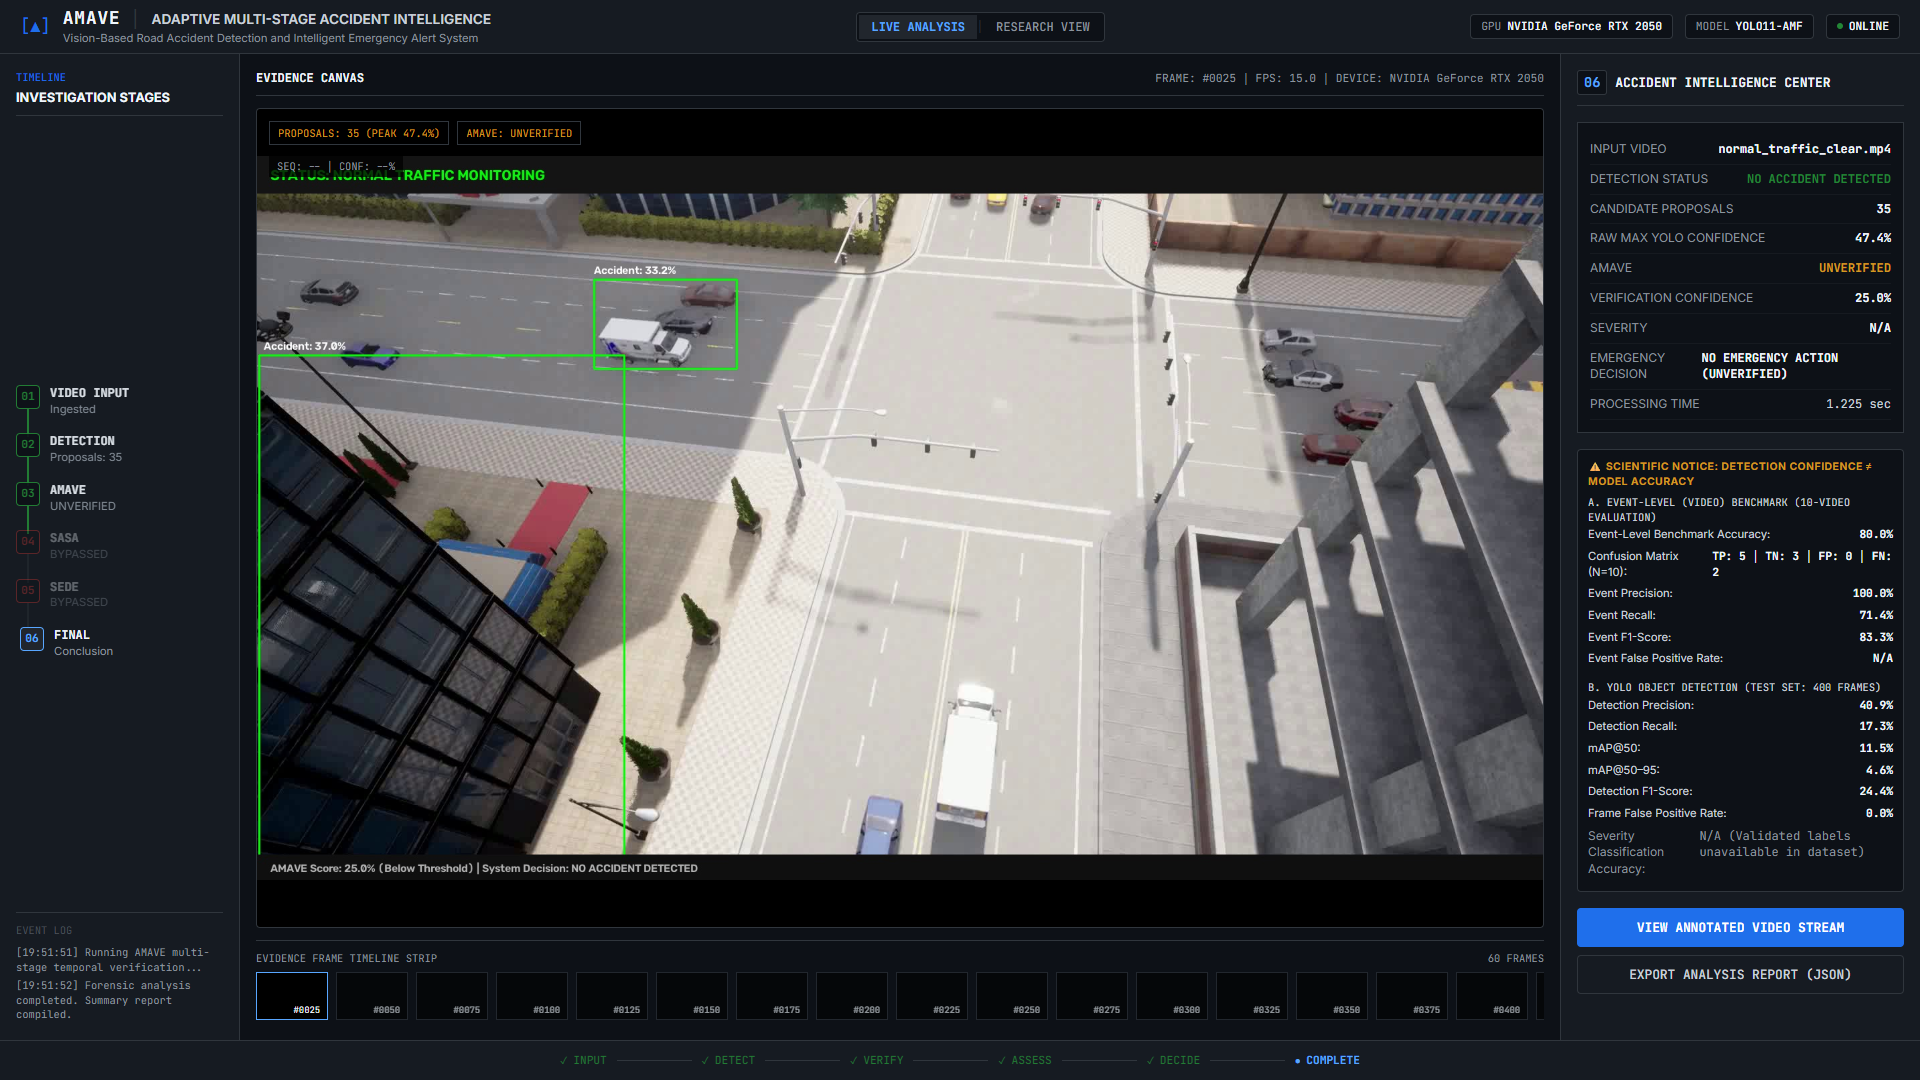 [▲] AMAVE | ADAPTIVE MULTI-STAGE ACCIDENT INTELLIGENCE
Vision-Based Road Accident Detection and Intelligent Emergency Alert System
LIVE ANALYSIS | RESEARCH VIEW
GPU NVIDIA GeForce RTX 2050
MODEL YOLO11-AMF
● ONLINE
TIMELINE
INVESTIGATION STAGES
01 VIDEO INPUT
Ingested
02 DETECTION
Proposals: 35
03 AMAVE
UNVERIFIED
04 SASA
BYPASSED
05 SEDE
BYPASSED
06 FINAL
Conclusion
EVENT LOG
[19:51:51] Running AMAVE multi-
stage temporal verification...
[19:51:52] Forensic analysis
completed. Summary report
compiled.
EVIDENCE CANVAS
FRAME: #0025 | FPS: 15.0 | DEVICE: NVIDIA GeForce RTX 2050
PROPOSALS: 35 (PEAK 47.4%)
AMAVE: UNVERIFIED
SEQ: -- | CONF: --%
STATUS: NORMAL TRAFFIC MONITORING
Accident: 33.2%
Accident: 37.0%
AMAVE Score: 25.0% (Below Threshold) | System Decision: NO ACCIDENT DETECTED
EVIDENCE FRAME TIMELINE STRIP
60 FRAMES
#0025 #0050 #0075 #0100 #0125 #0150 #0175 #0200 #0225 #0250 #0275 #0300 #0325 #0350 #0375 #0400
06 ACCIDENT INTELLIGENCE CENTER
INPUT VIDEO normal_traffic_clear.mp4
DETECTION STATUS NO ACCIDENT DETECTED
CANDIDATE PROPOSALS 35
RAW MAX YOLO CONFIDENCE 47.4%
AMAVE UNVERIFIED
VERIFICATION CONFIDENCE 25.0%
SEVERITY N/A
EMERGENCY DECISION NO EMERGENCY ACTION (UNVERIFIED)
PROCESSING TIME 1.225 sec
⚠ SCIENTIFIC NOTICE: DETECTION CONFIDENCE ≠
MODEL ACCURACY
A. EVENT-LEVEL (VIDEO) BENCHMARK (10-VIDEO
EVALUATION)
Event-Level Benchmark Accuracy: 80.0%
Confusion Matrix (N=10): TP: 5 | TN: 3 | FP: 0 | FN: 2
Event Precision: 100.0%
Event Recall: 71.4%
Event F1-Score: 83.3%
Event False Positive Rate: N/A
B. YOLO OBJECT DETECTION (TEST SET: 400 FRAMES)
Detection Precision: 40.9%
Detection Recall: 17.3%
mAP@50: 11.5%
mAP@50-95: 4.6%
Detection F1-Score: 24.4%
Frame False Positive Rate: 0.0%
Severity Classification Accuracy: N/A (Validated labels unavailable in dataset)
VIEW ANNOTATED VIDEO STREAM
EXPORT ANALYSIS REPORT (JSON)
✓ INPUT ✓ DETECT ✓ VERIFY ✓ ASSESS ✓ DECIDE ● COMPLETE